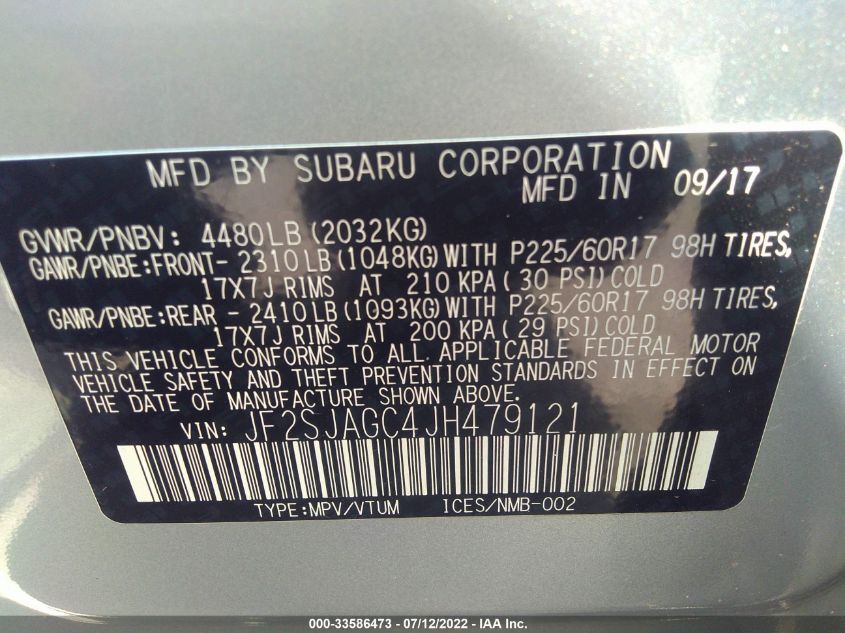 MFD BY SUBARU CORPORATION
MFD IN 09/17
GVWR/PNBV: 4480LB(2032KG)
GAWR/PNBE:FRONT- 2310LB(1048KG)WITH P225/60R17 98H TIRES,
17X7J RIMS AT 210 KPA(30 PSI)COLD
GAWR/PNBE:REAR - 2410LB(1093KG)WITH P225/60R17 98H TIRES,
17X7J RIMS AT 200 KPA(29 PSI)COLD
THIS VEHICLE CONFORMS TO ALL APPLICABLE FEDERAL MOTOR
VEHICLE SAFETY AND THEFT PREVENTION STANDARDS IN EFFECT ON
THE DATE OF MANUFACTURE SHOWN ABOVE.
VIN: JF2SJAGC4JH479121
TYPE:MPV/VTUM ICES/NMB-002
000-33586473 - 07/12/2022 - IAA Inc.